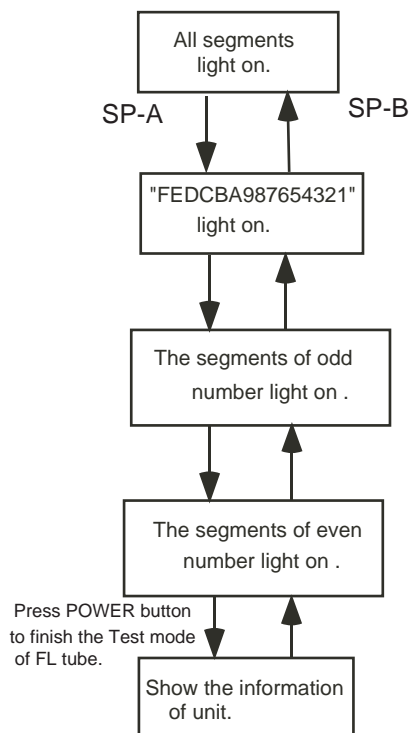 All segments
light on.
SP-A
SP-B
"FEDCBA987654321"
light on.
The segments of odd
number light on .
The segments of even
number light on .
Press POWER button
to finish the Test mode
of FL tube.
Show the information
of unit.